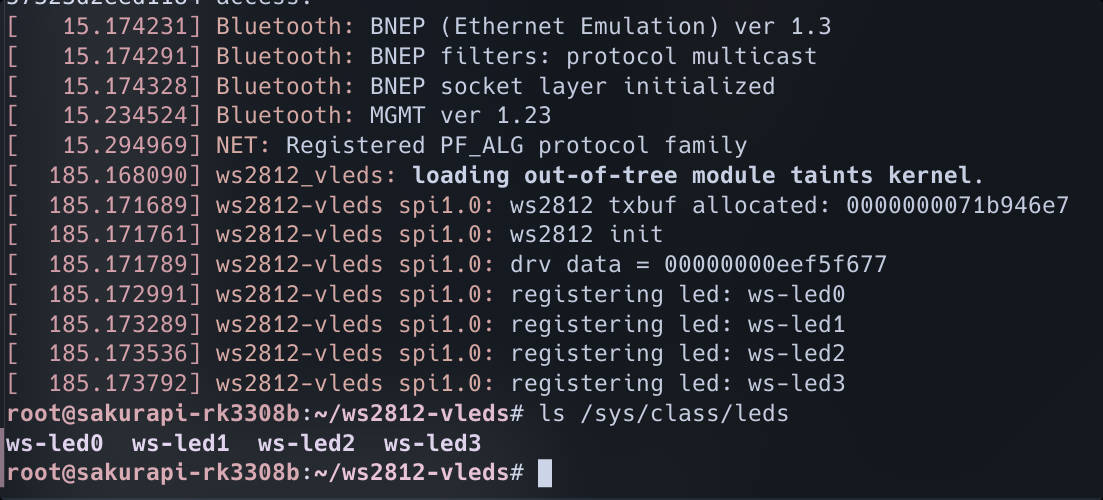 [   15.174231] Bluetooth: BNEP (Ethernet Emulation) ver 1.3
[   15.174291] Bluetooth: BNEP filters: protocol multicast
[   15.174328] Bluetooth: BNEP socket layer initialized
[   15.234524] Bluetooth: MGMT ver 1.23
[   15.294969] NET: Registered PF_ALG protocol family
[  185.168090] ws2812_vleds: loading out-of-tree module taints kernel.
[  185.171689] ws2812-vleds spi1.0: ws2812 txbuf allocated: 0000000071b946e7
[  185.171761] ws2812-vleds spi1.0: ws2812 init
[  185.171789] ws2812-vleds spi1.0: drv data = 00000000eef5f677
[  185.172991] ws2812-vleds spi1.0: registering led: ws-led0
[  185.173289] ws2812-vleds spi1.0: registering led: ws-led1
[  185.173536] ws2812-vleds spi1.0: registering led: ws-led2
[  185.173792] ws2812-vleds spi1.0: registering led: ws-led3
root@sakurapi-rk3308b:~/ws2812-vleds# ls /sys/class/leds
ws-led0  ws-led1  ws-led2  ws-led3
root@sakurapi-rk3308b:~/ws2812-vleds#